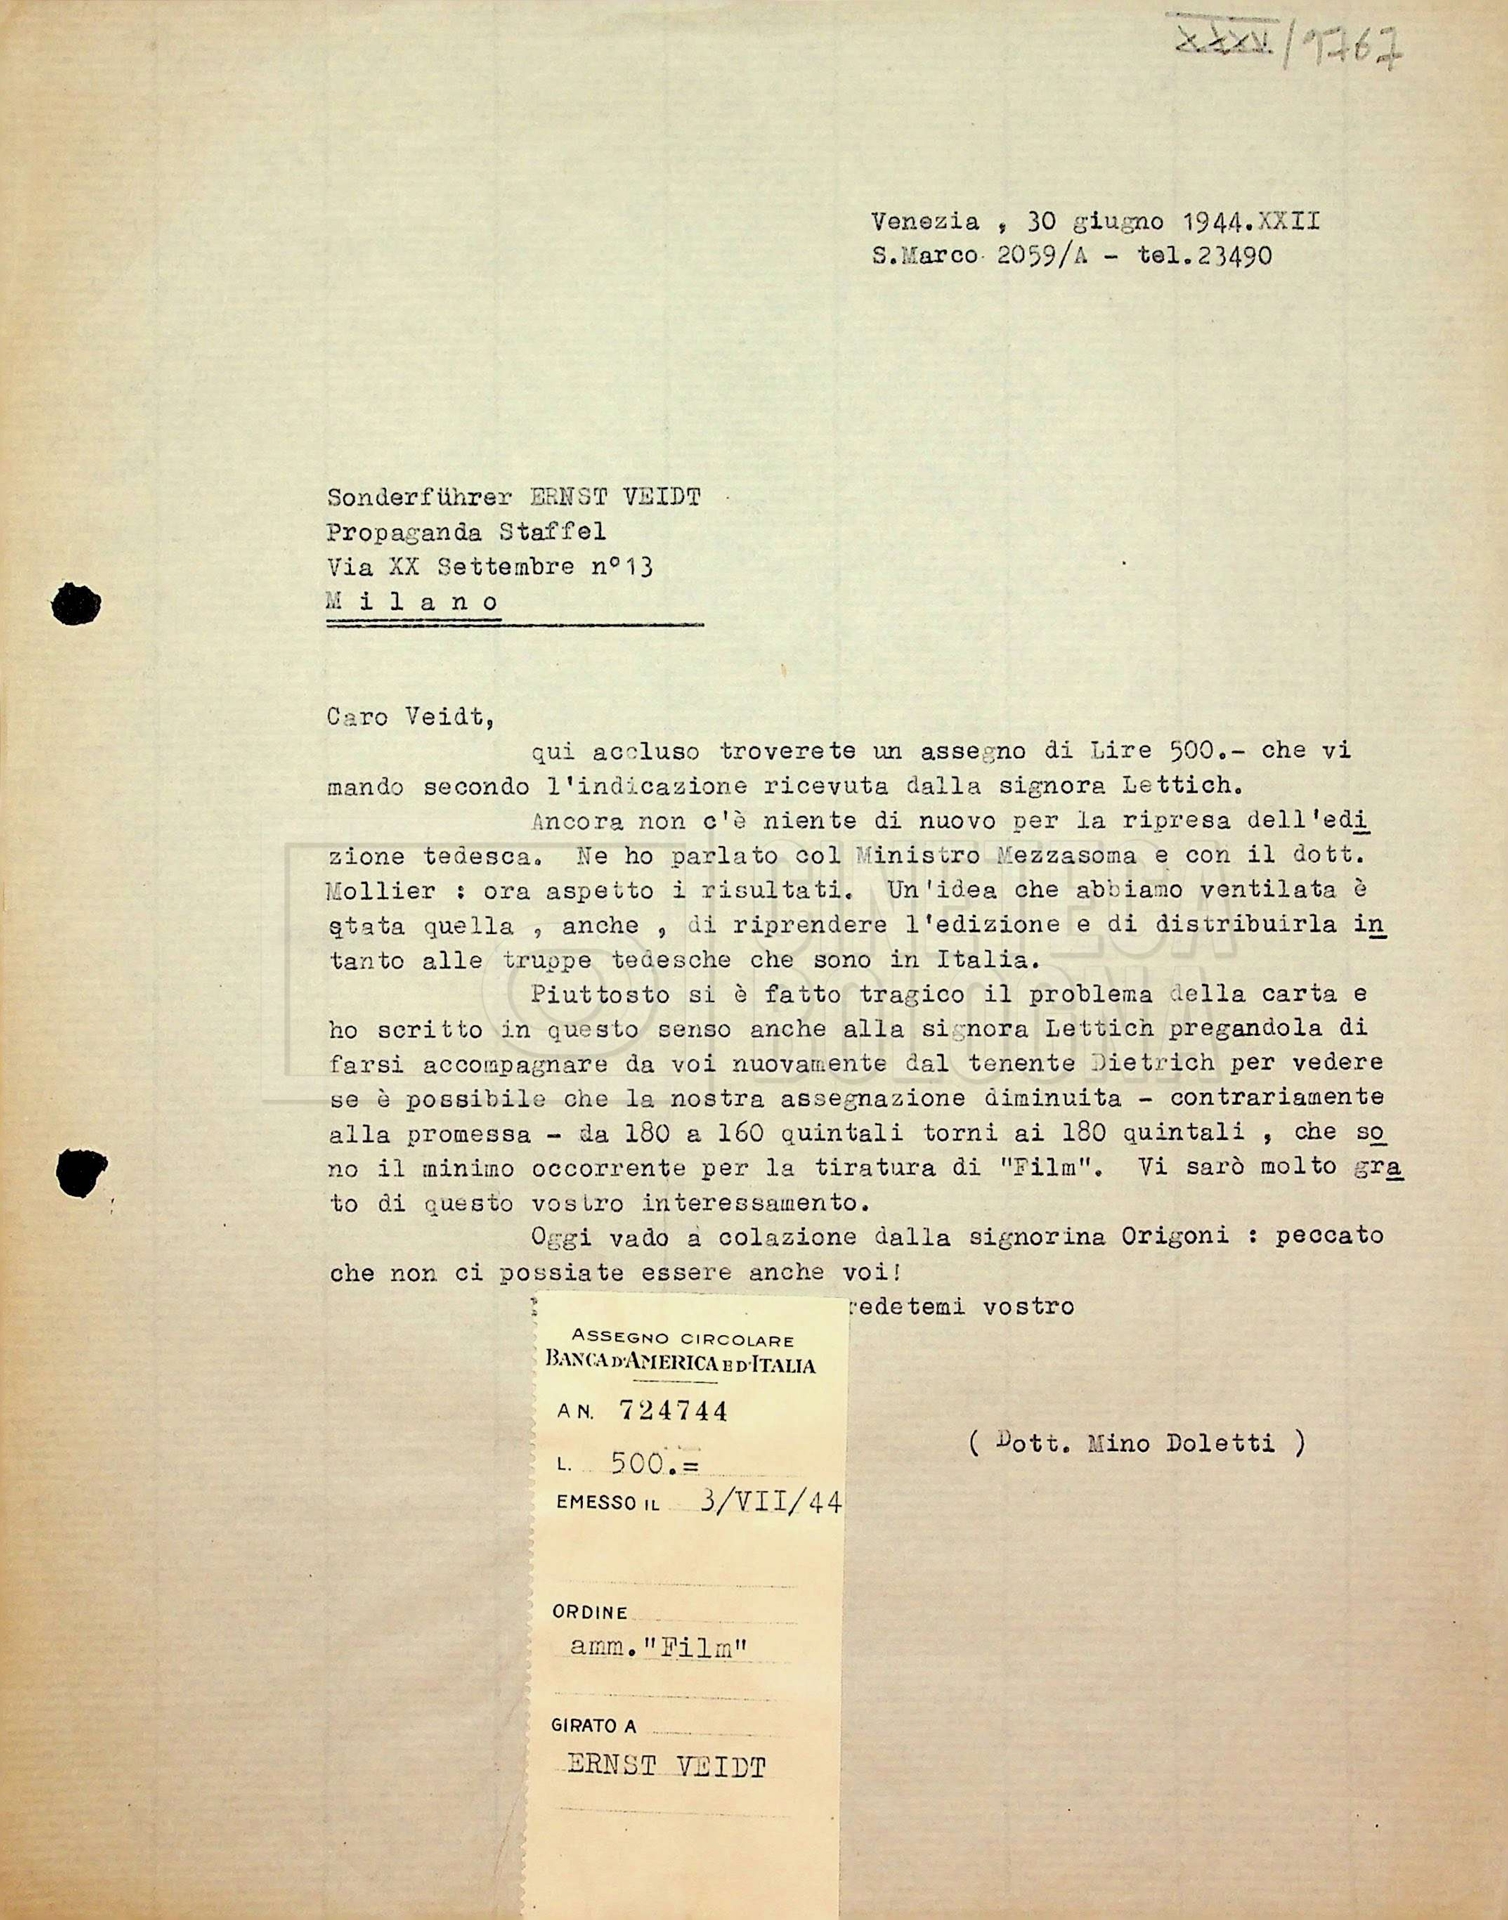 XXXV/9767
Venezia , 30 giugno 1944.XXII
S.Marco 2059/A - tel.23490
Sonderführer ERNST VEIDT
Propaganda Staffel
Via XX Settembre n°13
M i l a n o
Caro Veidt,
qui accluso troverete un assegno di Lire 500.- che vi
mando secondo l'indicazione ricevuta dalla signora Lettich.
Ancora non c'è niente di nuovo per la ripresa dell'edi
zione tedesca. Ne ho parlato col Ministro Mezzasoma e con il dott.
Mollier : ora aspetto i risultati. Un'idea che abbiamo ventilata è
stata quella , anche , di riprendere l'edizione e di distribuirla in
tanto alle truppe tedesche che sono in Italia.
Piuttosto si è fatto tragico il problema della carta e
ho scritto in questo senso anche alla signora Lettich pregandola di
farsi accompagnare da voi nuovamente dal tenente Dietrich per vedere
se è possibile che la nostra assegnazione diminuita - contrariamente
alla promessa - da 180 a 160 quintali torni ai 180 quintali , che so
no il minimo occorrente per la tiratura di "Film". Vi sarò molto gra
to di questo vostro interessamento.
Oggi vado a colazione dalla signorina Origoni : peccato
che non ci possiate essere anche voi!
redetemi vostro
( Dott. Mino Doletti )
ASSEGNO CIRCOLARE
BANCA D'AMERICA E D'ITALIA
A N. 724744
L. 500.=
EMESSO IL 3/VII/44
ORDINE
amm."Film"
GIRATO A
ERNST VEIDT
CINETECA
BOLOGNA